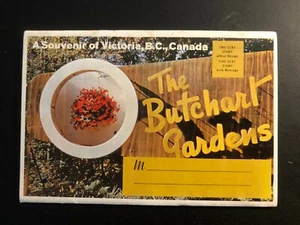 A Souvenir of Victoria, B.C., Canada
The
Butchart
Gardens
M